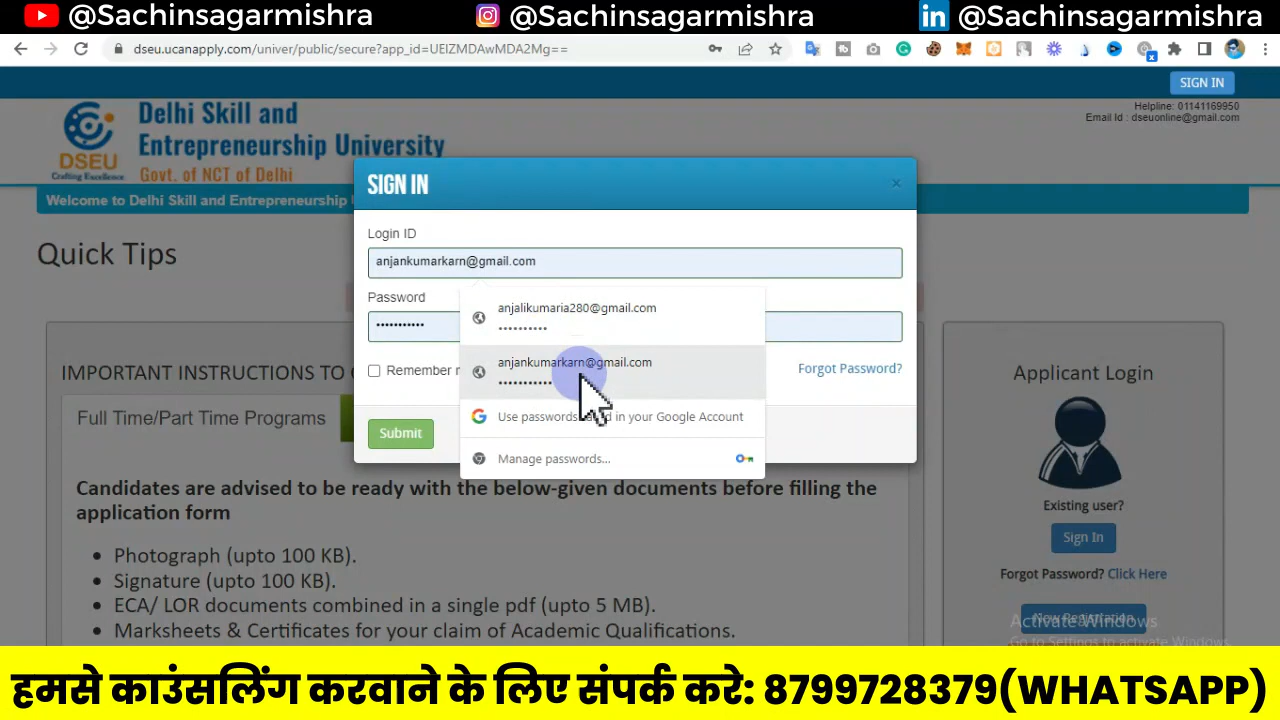 @Sachinsagarmishra @Sachinsagarmishra @Sachinsagarmishra
dseu.ucanapply.com/univer/public/secure?app_id=UEIZMDAwMDA2Mg==
SIGN IN
Helpline: 01141169950
Email Id : dseuonline@gmail.com
Delhi Skill and
Entrepreneurship University
Govt. of NCT of Delhi
DSEU
Crafting Excellence
Welcome to Delhi Skill and Entrepreneurship
Quick Tips
SIGN IN
×
Login ID
anjankumarkarn@gmail.com
Password
•••••••••••
anjalikumaria280@gmail.com
••••••••••
anjankumarkarn@gmail.com
•••••••••••
Use passwords in your Google Account
Manage passwords...
Remember
Forgot Password?
Submit
IMPORTANT INSTRUCTIONS TO
Full Time/Part Time Programs
Candidates are advised to be ready with the below-given documents before filling the
application form
• Photograph (upto 100 KB).
• Signature (upto 100 KB).
• ECA/ LOR documents combined in a single pdf (upto 5 MB).
• Marksheets & Certificates for your claim of Academic Qualifications.
Applicant Login
Existing user?
Sign In
Forgot Password? Click Here
New Registration
Activate Windows
Go to Settings to activate Windows.
हमसे काउंसलिंग करवाने के लिए संपर्क करे: 8799728379(WHATSAPP)